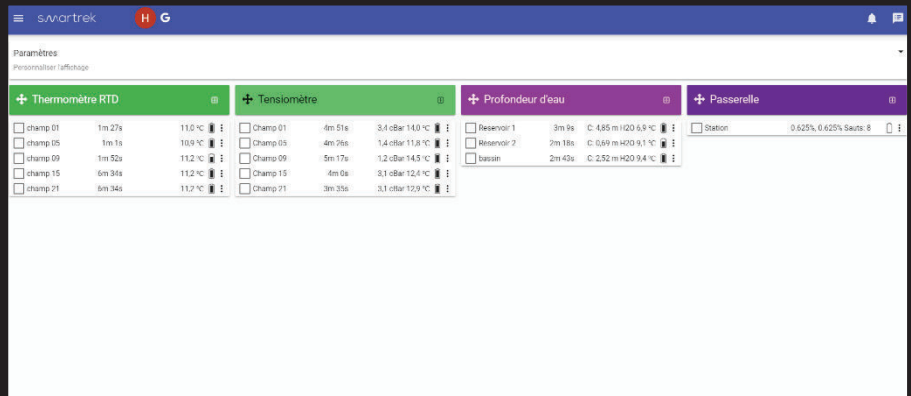 smartrek H G
Paramètres
Personnaliser l'affichage
Thermomètre RTD
champ 01 1m 27s 11,0 °C
champ 05 1m 1s 10,9 °C
champ 09 1m 52s 11,2 °C
champ 15 6m 34s 11,2 °C
champ 21 6m 34s 11,2 °C
Tensiomètre
Champ 01 4m 51s 3,4 cBar 14,0 °C
Champ 05 4m 26s 1,4 cBar 11,8 °C
Champ 09 5m 17s 1,2 cBar 14,5 °C
Champ 15 4m 0s 3,1 cBar 12,4 °C
Champ 21 3m 35s 3,1 cBar 12,9 °C
Profondeur d'eau
Reservoir 1 3m 9s C: 4,85 m H2O 6,9 °C
Reservoir 2 2m 18s C: 0,69 m H2O 9,1 °C
bassin 2m 43s C: 2,52 m H2O 9,4 °C
Passerelle
Station 0.625%, 0.625% Sauts: 8